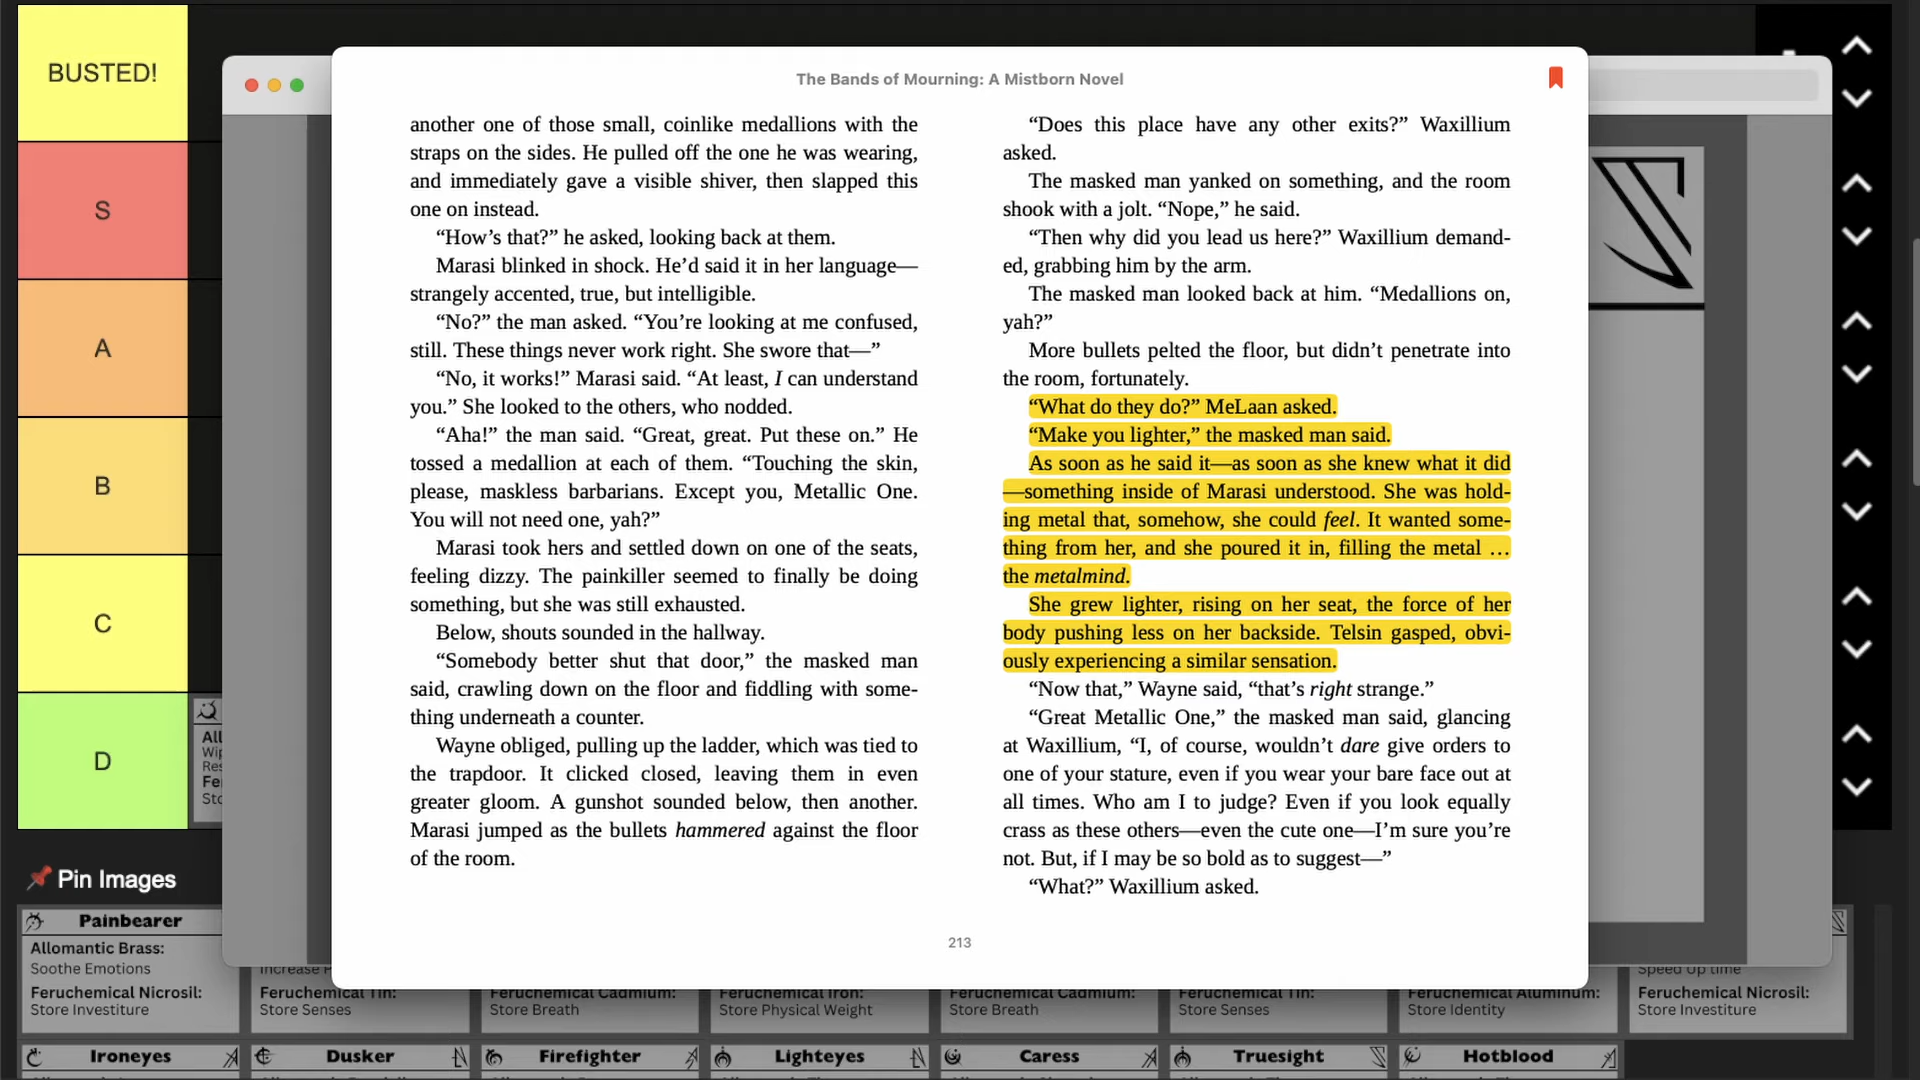 BUSTED!
S
A
B
C
D
The Bands of Mourning: A Mistborn Novel
another one of those small, coinlike medallions with the
straps on the sides. He pulled off the one he was wearing,
and immediately gave a visible shiver, then slapped this
one on instead.
“How’s that?” he asked, looking back at them.
Marasi blinked in shock. He’d said it in her language—
strangely accented, true, but intelligible.
“No?” the man asked. “You’re looking at me confused,
still. These things never work right. She swore that—”
“No, it works!” Marasi said. “At least, I can understand
you.” She looked to the others, who nodded.
“Aha!” the man said. “Great, great. Put these on.” He
tossed a medallion at each of them. “Touching the skin,
please, maskless barbarians. Except you, Metallic One.
You will not need one, yah?”
Marasi took hers and settled down on one of the seats,
feeling dizzy. The painkiller seemed to finally be doing
something, but she was still exhausted.
Below, shouts sounded in the hallway.
“Somebody better shut that door,” the masked man
said, crawling down on the floor and fiddling with some-
thing underneath a counter.
Wayne obliged, pulling up the ladder, which was tied to
the trapdoor. It clicked closed, leaving them in even
greater gloom. A gunshot sounded below, then another.
Marasi jumped as the bullets hammered against the floor
of the room.
“Does this place have any other exits?” Waxillium
asked.
The masked man yanked on something, and the room
shook with a jolt. “Nope,” he said.
“Then why did you lead us here?” Waxillium demand-
ed, grabbing him by the arm.
The masked man looked back at him. “Medallions on,
yah?”
More bullets pelted the floor, but didn’t penetrate into
the room, fortunately.
“What do they do?” MeLaan asked.
“Make you lighter,” the masked man said.
As soon as he said it—as soon as she knew what it did
—something inside of Marasi understood. She was hold-
ing metal that, somehow, she could feel. It wanted some-
thing from her, and she poured it in, filling the metal …
the metalmind.
She grew lighter, rising on her seat, the force of her
body pushing less on her backside. Telsin gasped, obvi-
ously experiencing a similar sensation.
“Now that,” Wayne said, “that’s right strange.”
“Great Metallic One,” the masked man said, glancing
at Waxillium, “I, of course, wouldn’t dare give orders to
one of your stature, even if you wear your bare face out at
all times. Who am I to judge? Even if you look equally
crass as these others—even the cute one—I’m sure you’re
not. But, if I may be so bold as to suggest—”
“What?” Waxillium asked.
213
Pin Images
Painbearer
Allomantic Brass:
Soothe Emotions
Feruchemical Nicrosil:
Store Investiture
Feruchemical Tin:
Store Senses
Feruchemical Cadmium:
Store Breath
Feruchemical Iron:
Store Physical Weight
Feruchemical Cadmium:
Store Breath
Feruchemical Tin:
Store Senses
Feruchemical Aluminum:
Store Identity
Speed Up time
Feruchemical Nicrosil:
Store Investiture
Ironeyes
Dusker
Firefighter
Lighteyes
Caress
Truesight
Hotblood